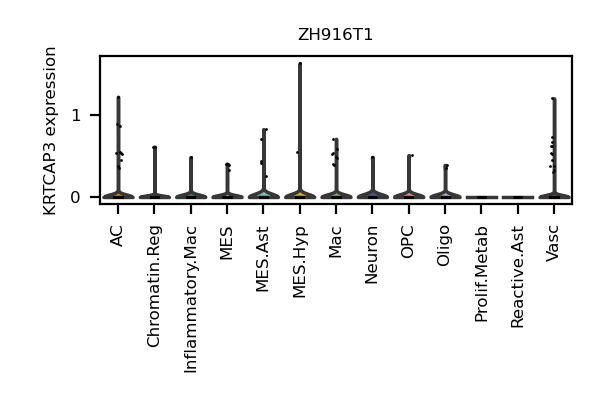 ZH916T1
KRTCAP3 expression
1
0
AC
Chromatin.Reg
Inflammatory.Mac
MES
MES.Ast
MES.Hyp
Mac
Neuron
OPC
Oligo
Prolif.Metab
Reactive.Ast
Vasc